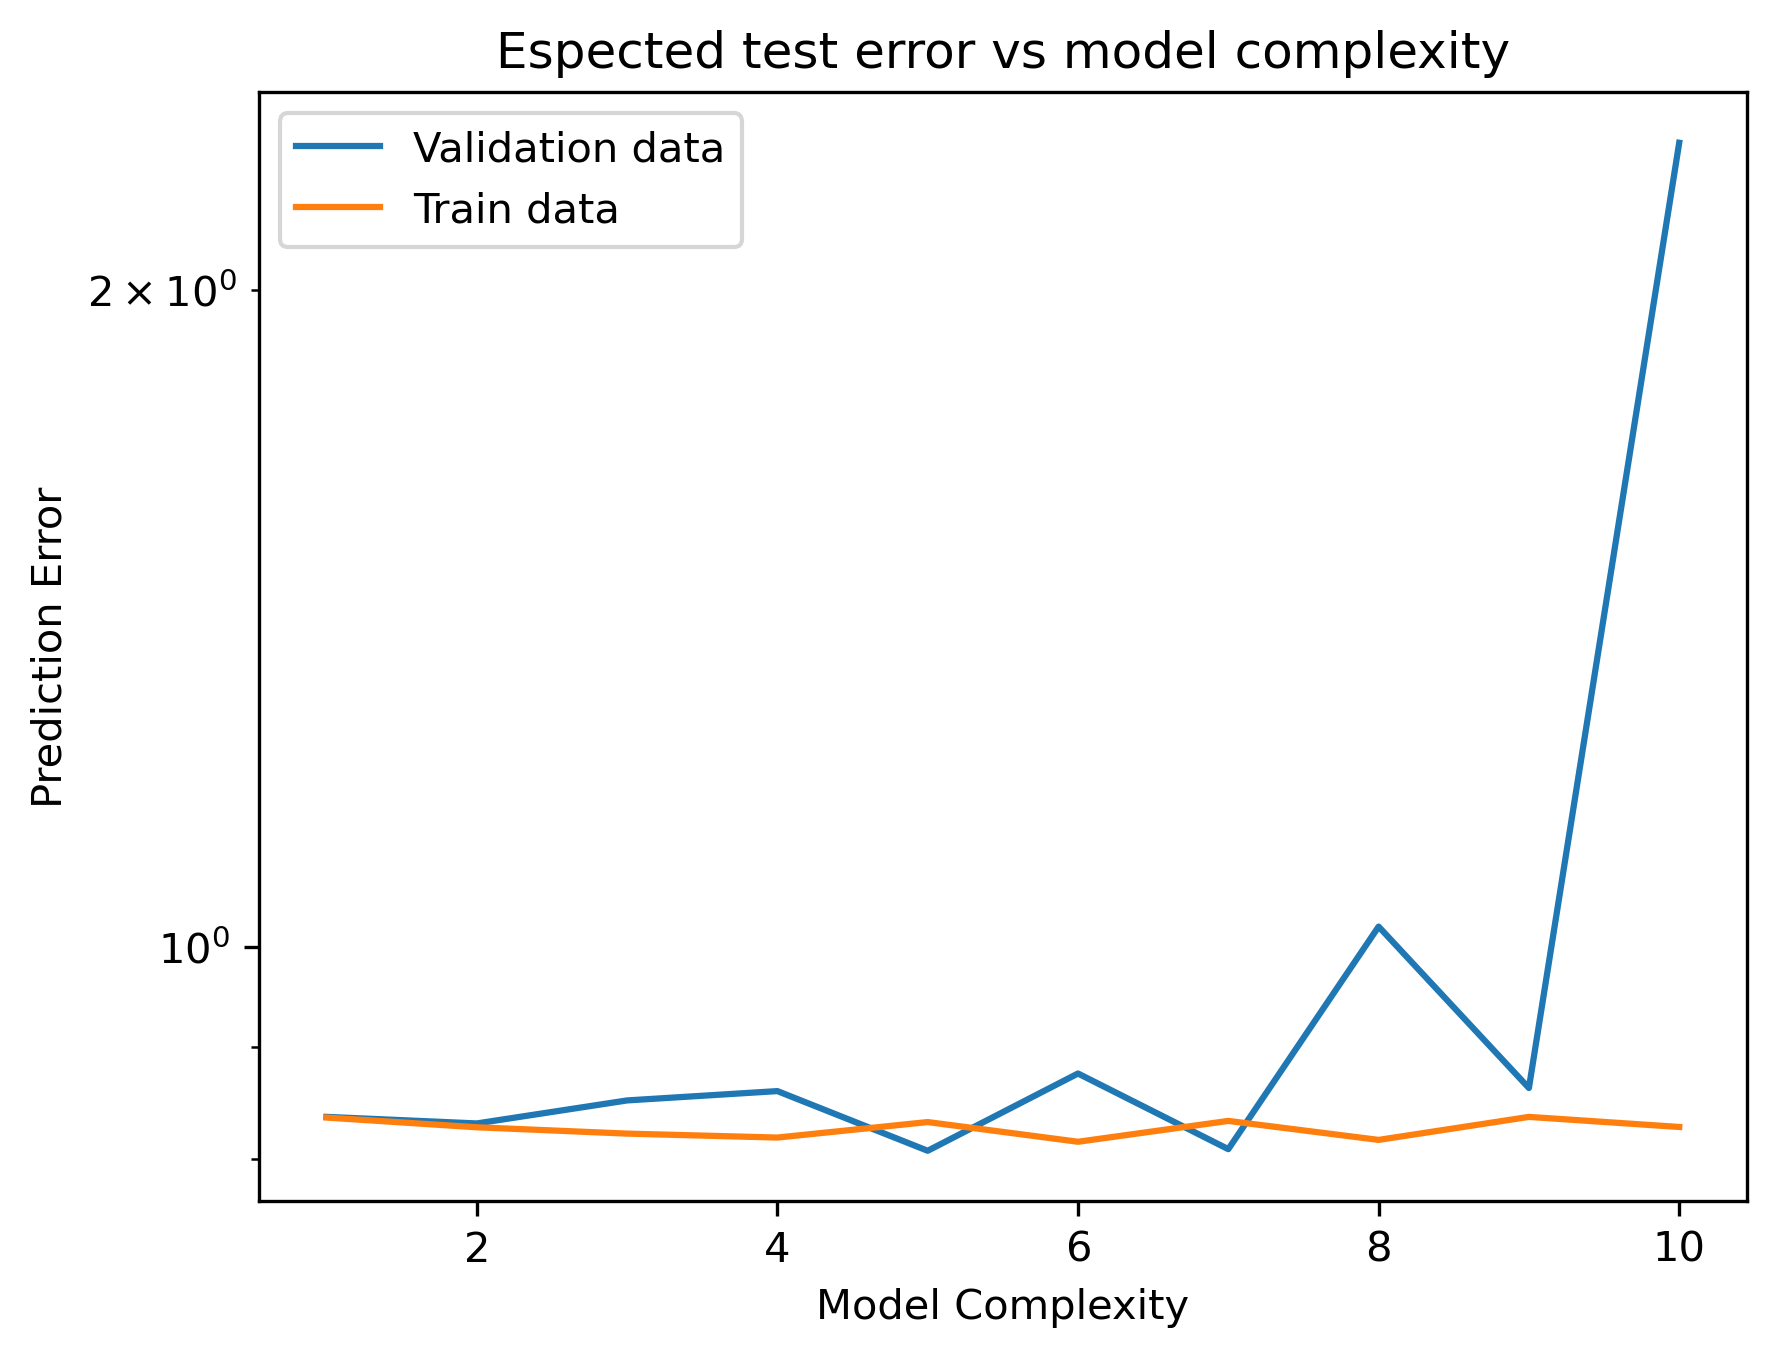 Espected test error vs model complexity
Validation data
Train data
2 × 10⁰
10⁰
Prediction Error
2 4 6 8 10
Model Complexity